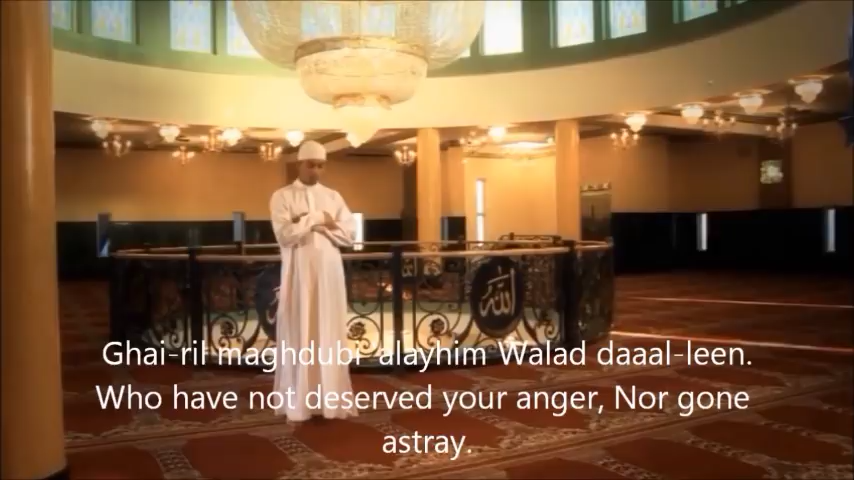 الله
Ghai-ril maghdubi alayhim Walad daaal-leen.
Who have not deserved your anger, Nor gone
astray.